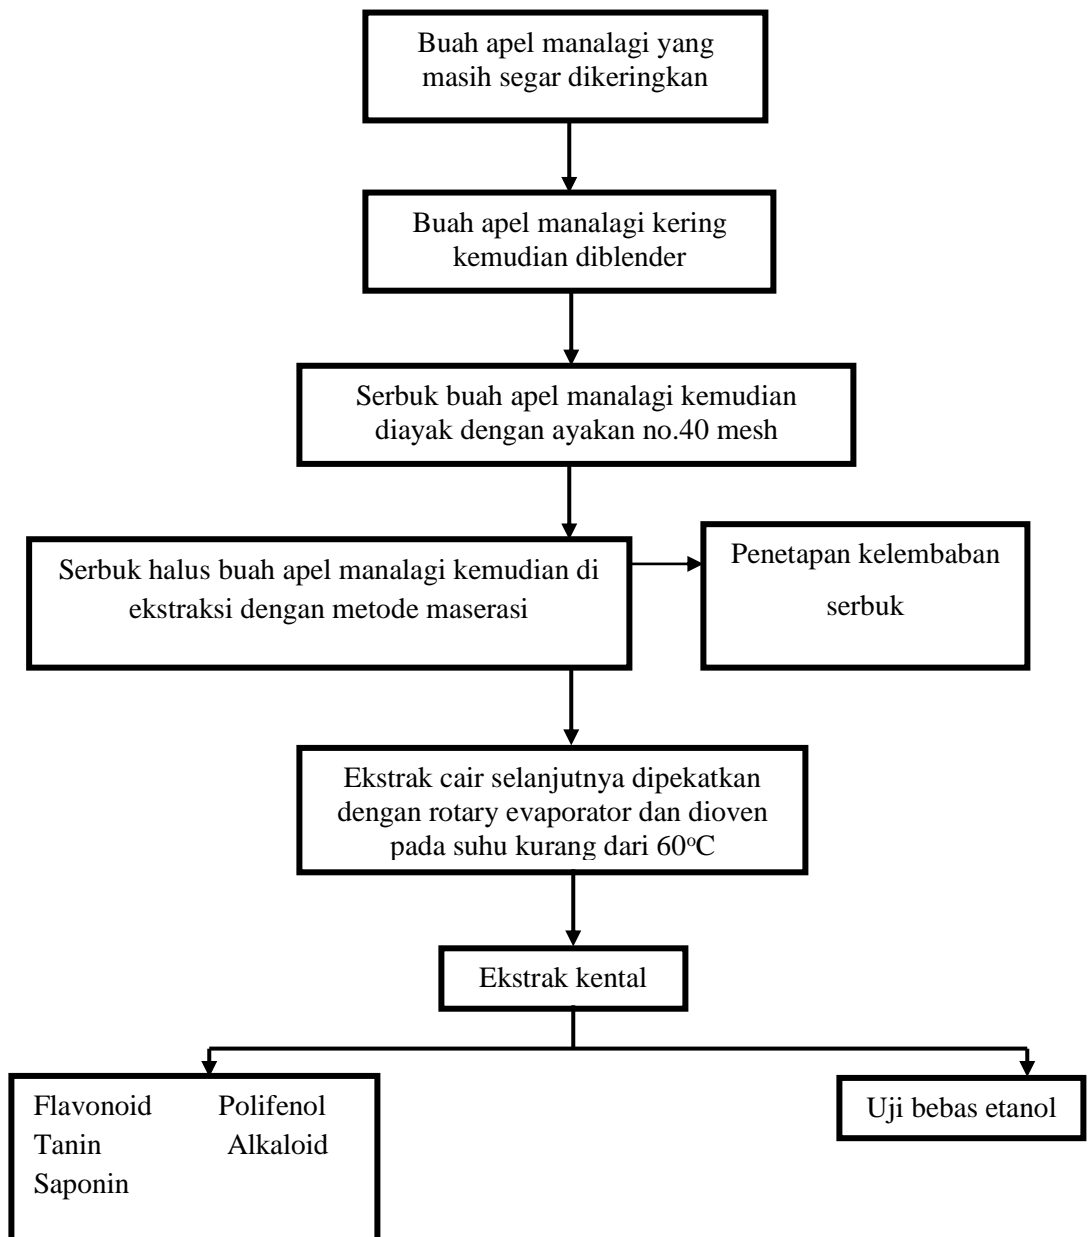 Buah apel manalagi yang
masih segar dikeringkan
Buah apel manalagi kering
kemudian diblender
Serbuk buah apel manalagi kemudian
diayak dengan ayakan no.40 mesh
Serbuk halus buah apel manalagi kemudian di
ekstraksi dengan metode maserasi
Penetapan kelembaban
serbuk
Ekstrak cair selanjutnya dipekatkan
dengan rotary evaporator dan dioven
pada suhu kurang dari 60°C
Ekstrak kental
Flavonoid Polifenol
Tanin Alkaloid
Saponin
Uji bebas etanol